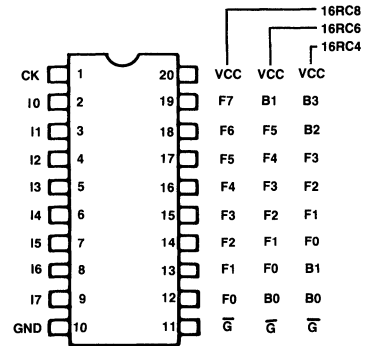 16RC8
16RC6
16RC4
CK 1 20 VCC VCC VCC
I0 2 19 F7 B1 B3
I1 3 18 F6 F5 B2
I2 4 17 F5 F4 F3
I3 5 16 F4 F3 F2
I4 6 15 F3 F2 F1
I5 7 14 F2 F1 F0
I6 8 13 F1 F0 B1
I7 9 12 F0 B0 B0
GND 10 11 G̅ G̅ G̅